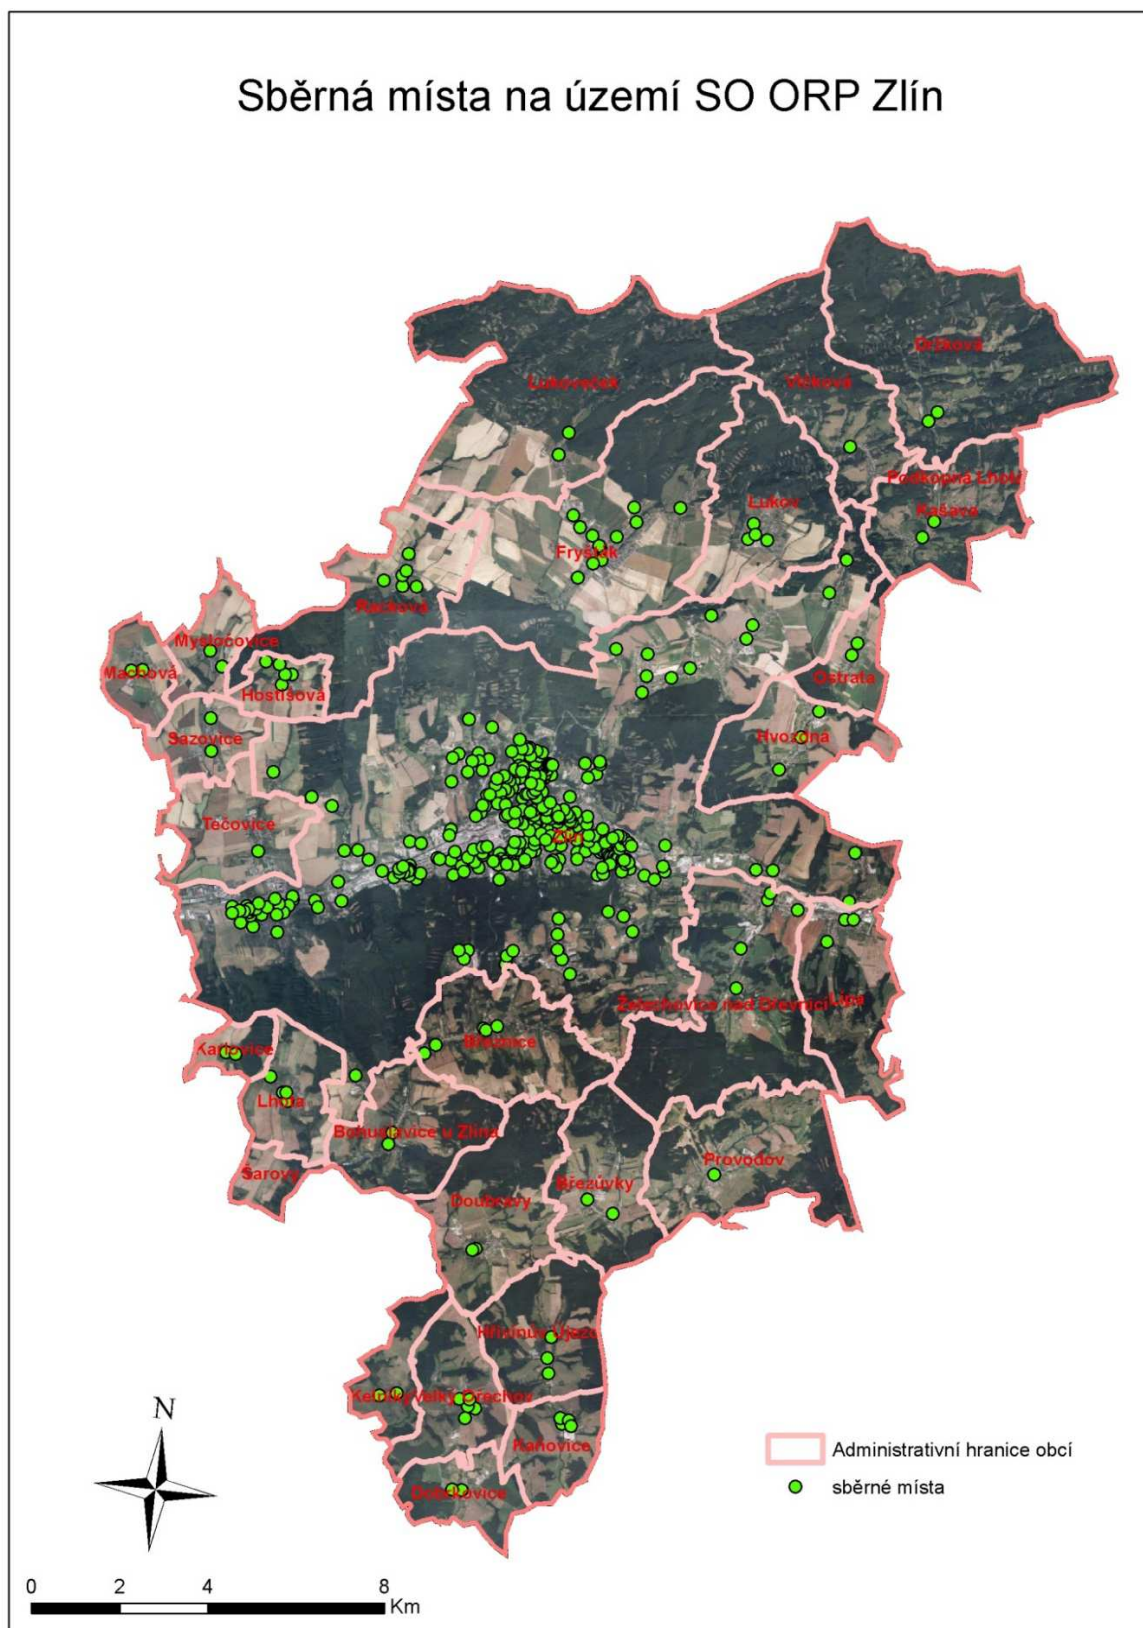 Sběrná místa na území SO ORP Zlín
Držková
Lukoveček
Vlčková
Podkopná Lhota
Lukov
Kašava
Fryšták
Racková
Mysločovice
Machová
Hostišová
Ostrata
Sazovice
Hvozdná
Tečovice
Zlín
Želechovice nad Dřevnicí
Lípa
Karlovice
Březnice
Lhota
Bohuslavice u Zlína
Provodov
Šarovy
Březůvky
Doubravy
Hřivínův Újezd
Kelníky
Velký Ořechov
Kaňovice
Dobrkovice
N
Administrativní hranice obcí
sběrné místa
0 2 4 8
Km